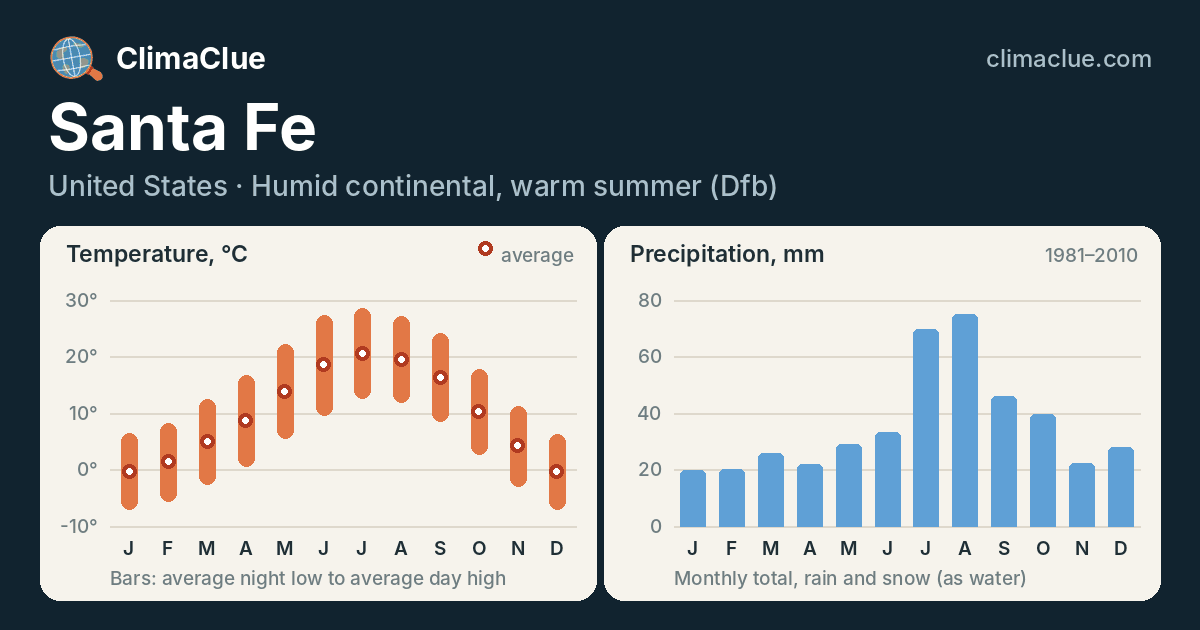 ClimaClue
climaclue.com
Santa Fe
United States · Humid continental, warm summer (Dfb)
Temperature, °C
average
30°
20°
10°
0°
-10°
J F M A M J J A S O N D
Bars: average night low to average day high
Precipitation, mm
1981–2010
80
60
40
20
0
J F M A M J J A S O N D
Monthly total, rain and snow (as water)